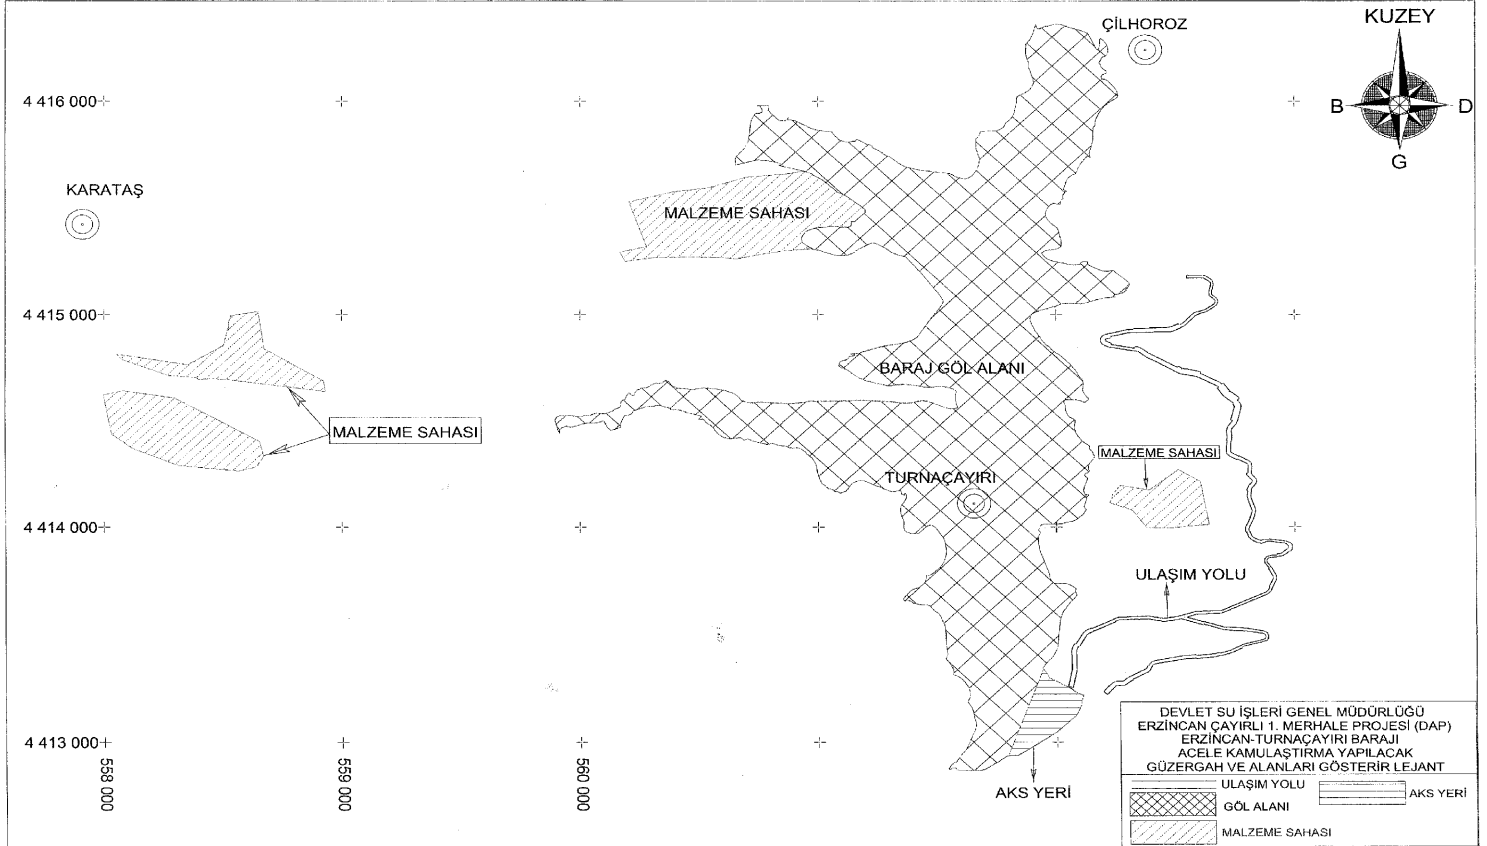 KUZEY
B
D
G
ÇİLHOROZ
4 416 000
KARATAŞ
MALZEME SAHASI
4 415 000
BARAJ GÖL ALANI
MALZEME SAHASI
MALZEME SAHASI
TURNAÇAYIRI
4 414 000
ULAŞIM YOLU
4 413 000
558 000
559 000
560 000
AKS YERİ
DEVLET SU İŞLERİ GENEL MÜDÜRLÜĞÜ
ERZİNCAN ÇAYIRLI 1. MERHALE PROJESİ (DAP)
ERZİNCAN-TURNAÇAYIRI BARAJI
ACELE KAMULAŞTIRMA YAPILACAK
GÜZERGAH VE ALANLARI GÖSTERİR LEJANT
ULAŞIM YOLU
AKS YERİ
GÖL ALANI
MALZEME SAHASI